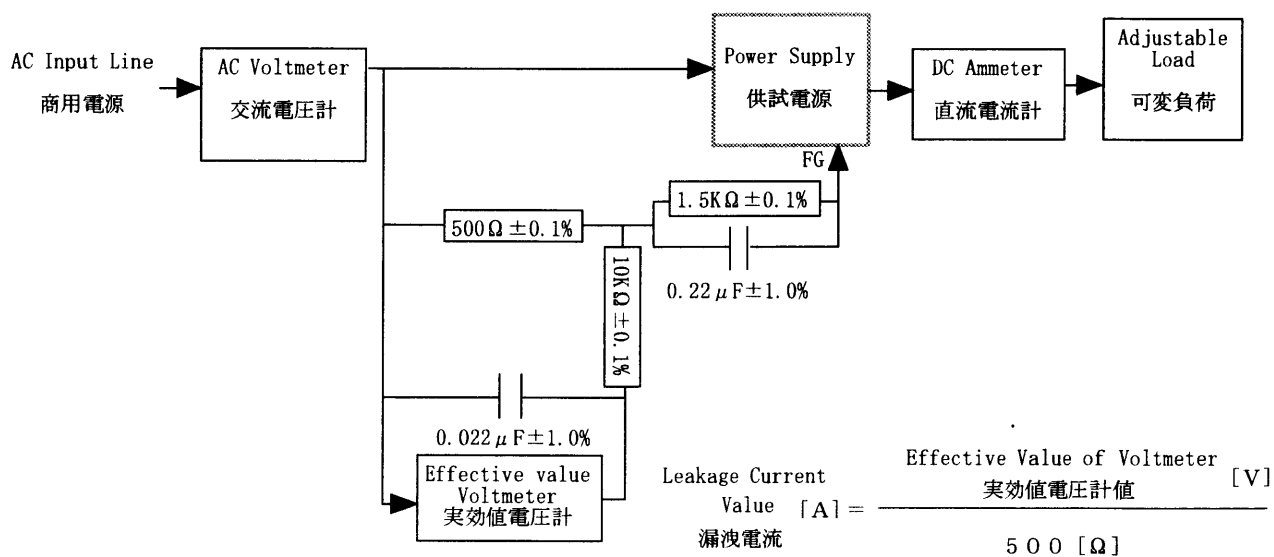 AC Input Line
商用電源
AC Voltmeter
交流電圧計
Power Supply
供試電源
DC Ammeter
直流電流計
Adjustable
Load
可変負荷
FG
1.5KΩ±0.1%
500Ω±0.1%
0.22μF±1.0%
10KΩ±0.1%
0.022μF±1.0%
Effective value
Voltmeter
実効値電圧計
Leakage Current
Value [A] =
漏洩電流
Effective Value of Voltmeter
実効値電圧計値 [V]
500 [Ω]